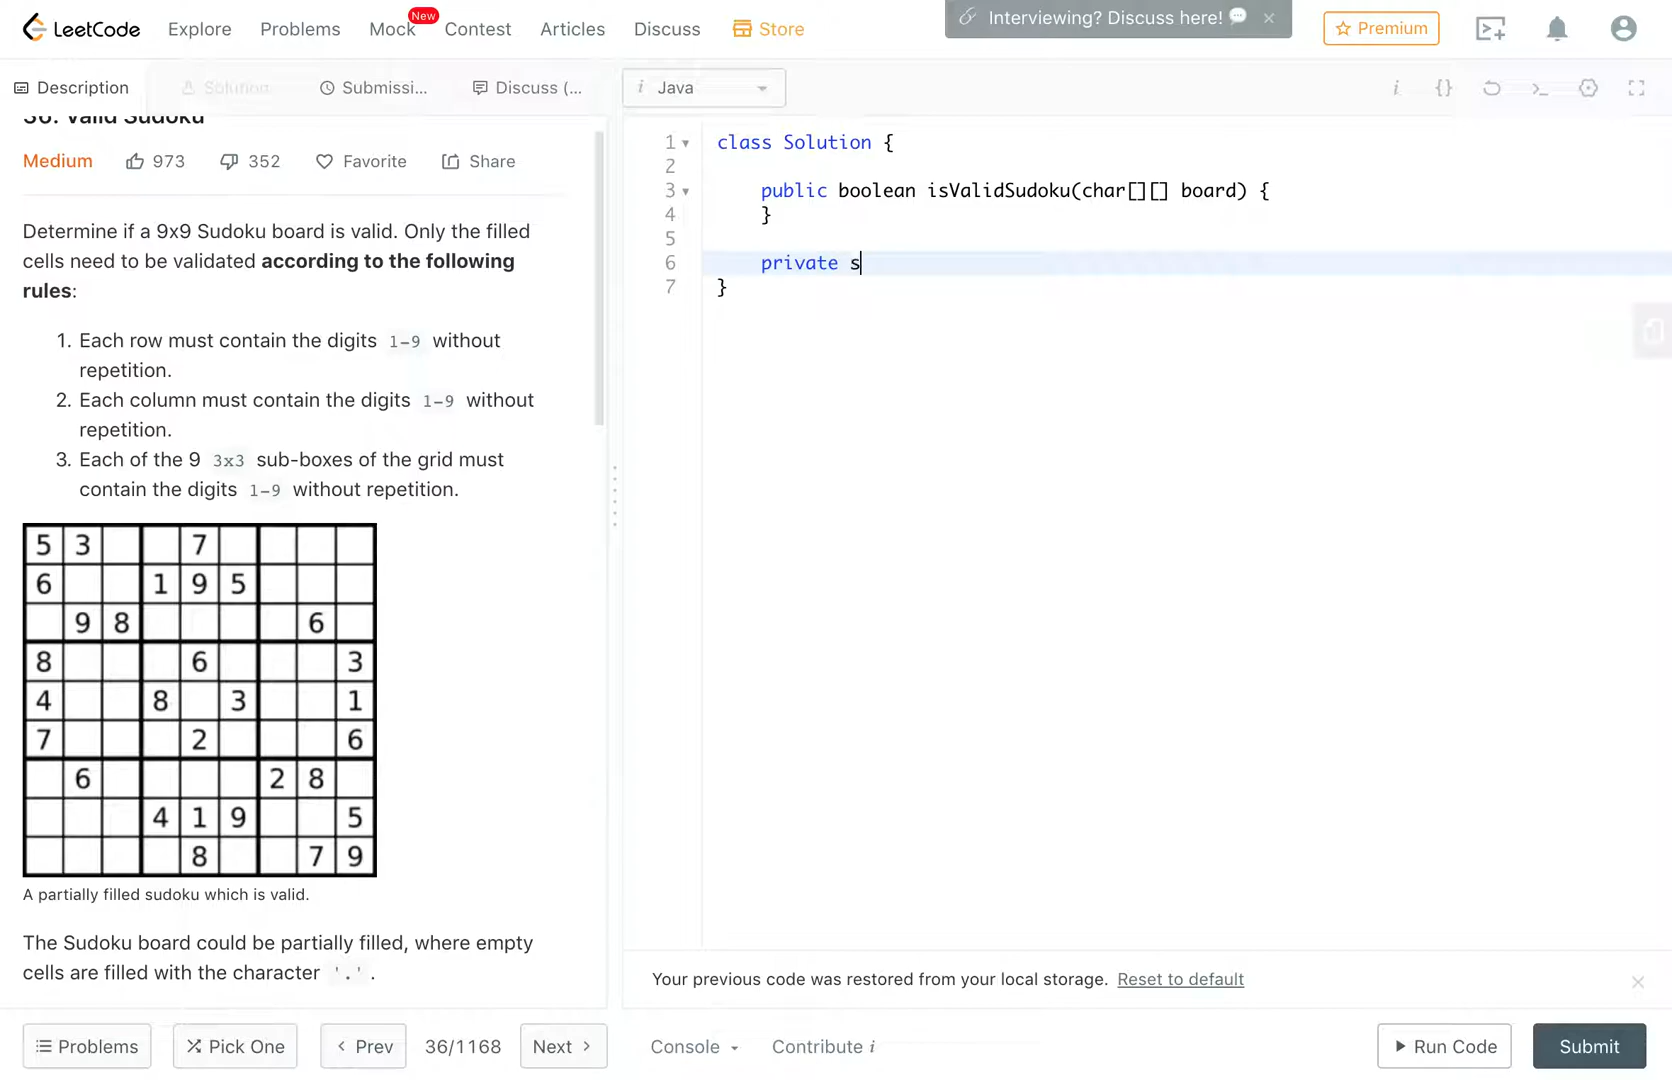 LeetCode Explore Problems Mock New Contest Articles Discuss Store Interviewing? Discuss here! × Premium
Description Solution Submissi... Discuss (... i Java i {}
36. Valid Sudoku
Medium 973 352 Favorite Share
Determine if a 9x9 Sudoku board is valid. Only the filled
cells need to be validated according to the following
rules:
1. Each row must contain the digits 1-9 without
repetition.
2. Each column must contain the digits 1-9 without
repetition.
3. Each of the 9 3x3 sub-boxes of the grid must
contain the digits 1-9 without repetition.
5 3 7
6 1 9 5
9 8 6
8 6 3
4 8 3 1
7 2 6
6 2 8
4 1 9 5
8 7 9
A partially filled sudoku which is valid.
The Sudoku board could be partially filled, where empty
cells are filled with the character '.'.
1 class Solution {
2
3 public boolean isValidSudoku(char[][] board) {
4 }
5
6 private s
7 }
Your previous code was restored from your local storage. Reset to default
Problems Pick One Prev 36/1168 Next Console Contribute i Run Code Submit